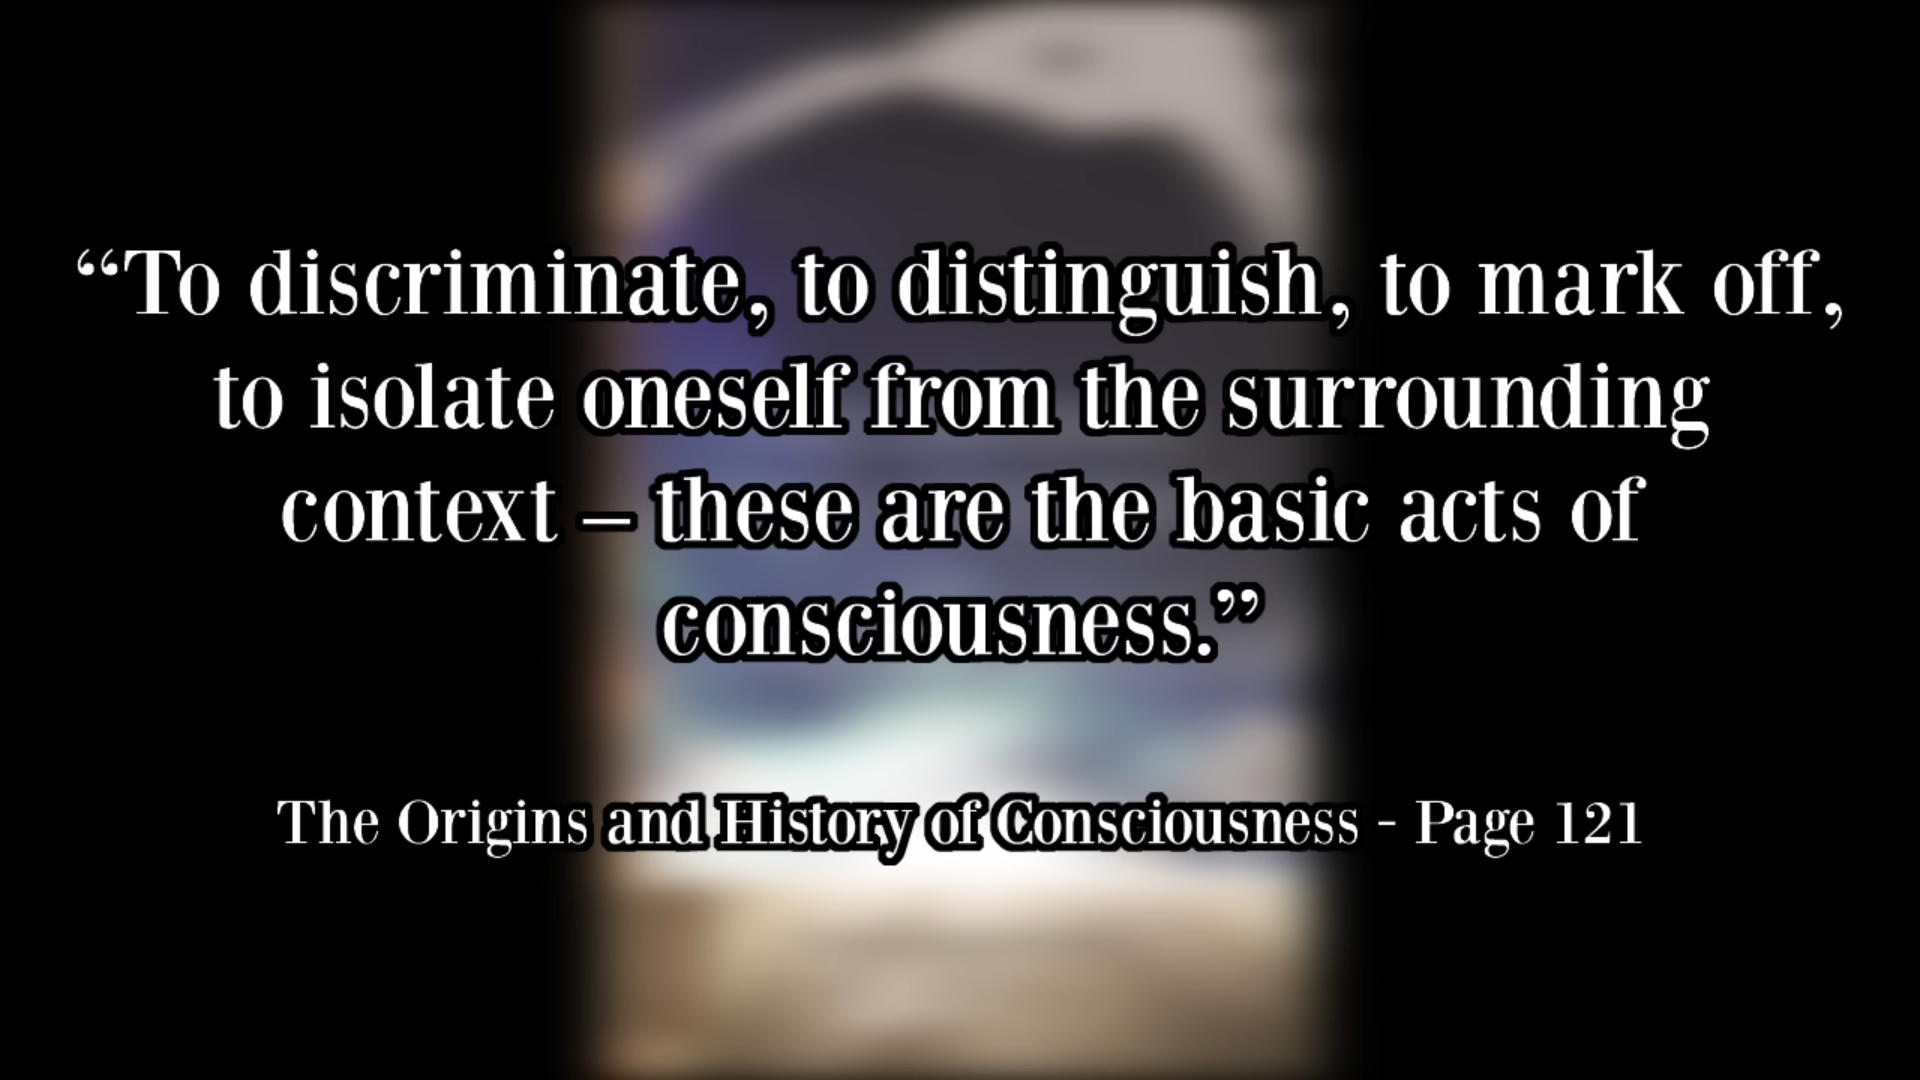 “To discriminate, to distinguish, to mark off,
to isolate oneself from the surrounding
context – these are the basic acts of
consciousness.”
The Origins and History of Consciousness - Page 121